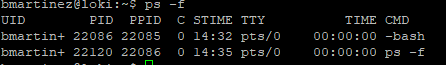 bmartinez@loki:~$ ps -f
UID        PID  PPID  C STIME TTY          TIME CMD
bmartin+ 22086 22085  0 14:32 pts/0    00:00:00 -bash
bmartin+ 22120 22086  0 14:35 pts/0    00:00:00 ps -f